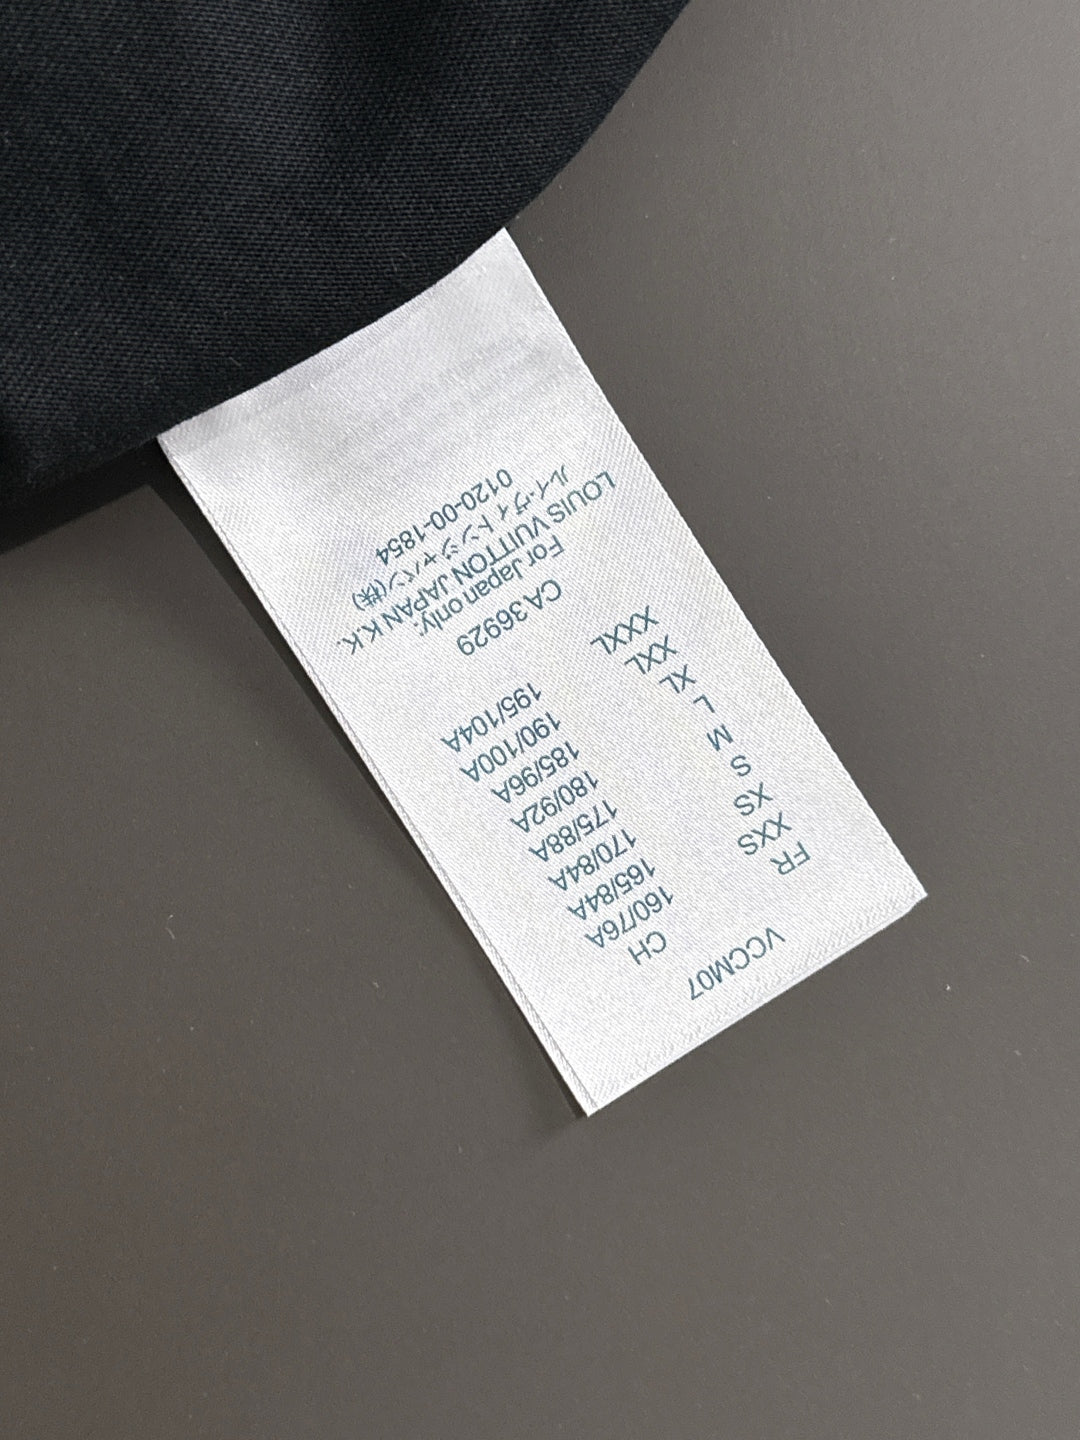 VCCM07
FR CH
XXS 160/76A
XS 165/84A
S 170/84A
M 175/88A
L 180/92A
XL 185/96A
XXL 190/100A
XXXL 195/104A
CA 36929
For Japan only:
LOUIS VUITTON JAPAN K.K.
ルイ・ヴィトンジャパン(株)
0120-00-1854